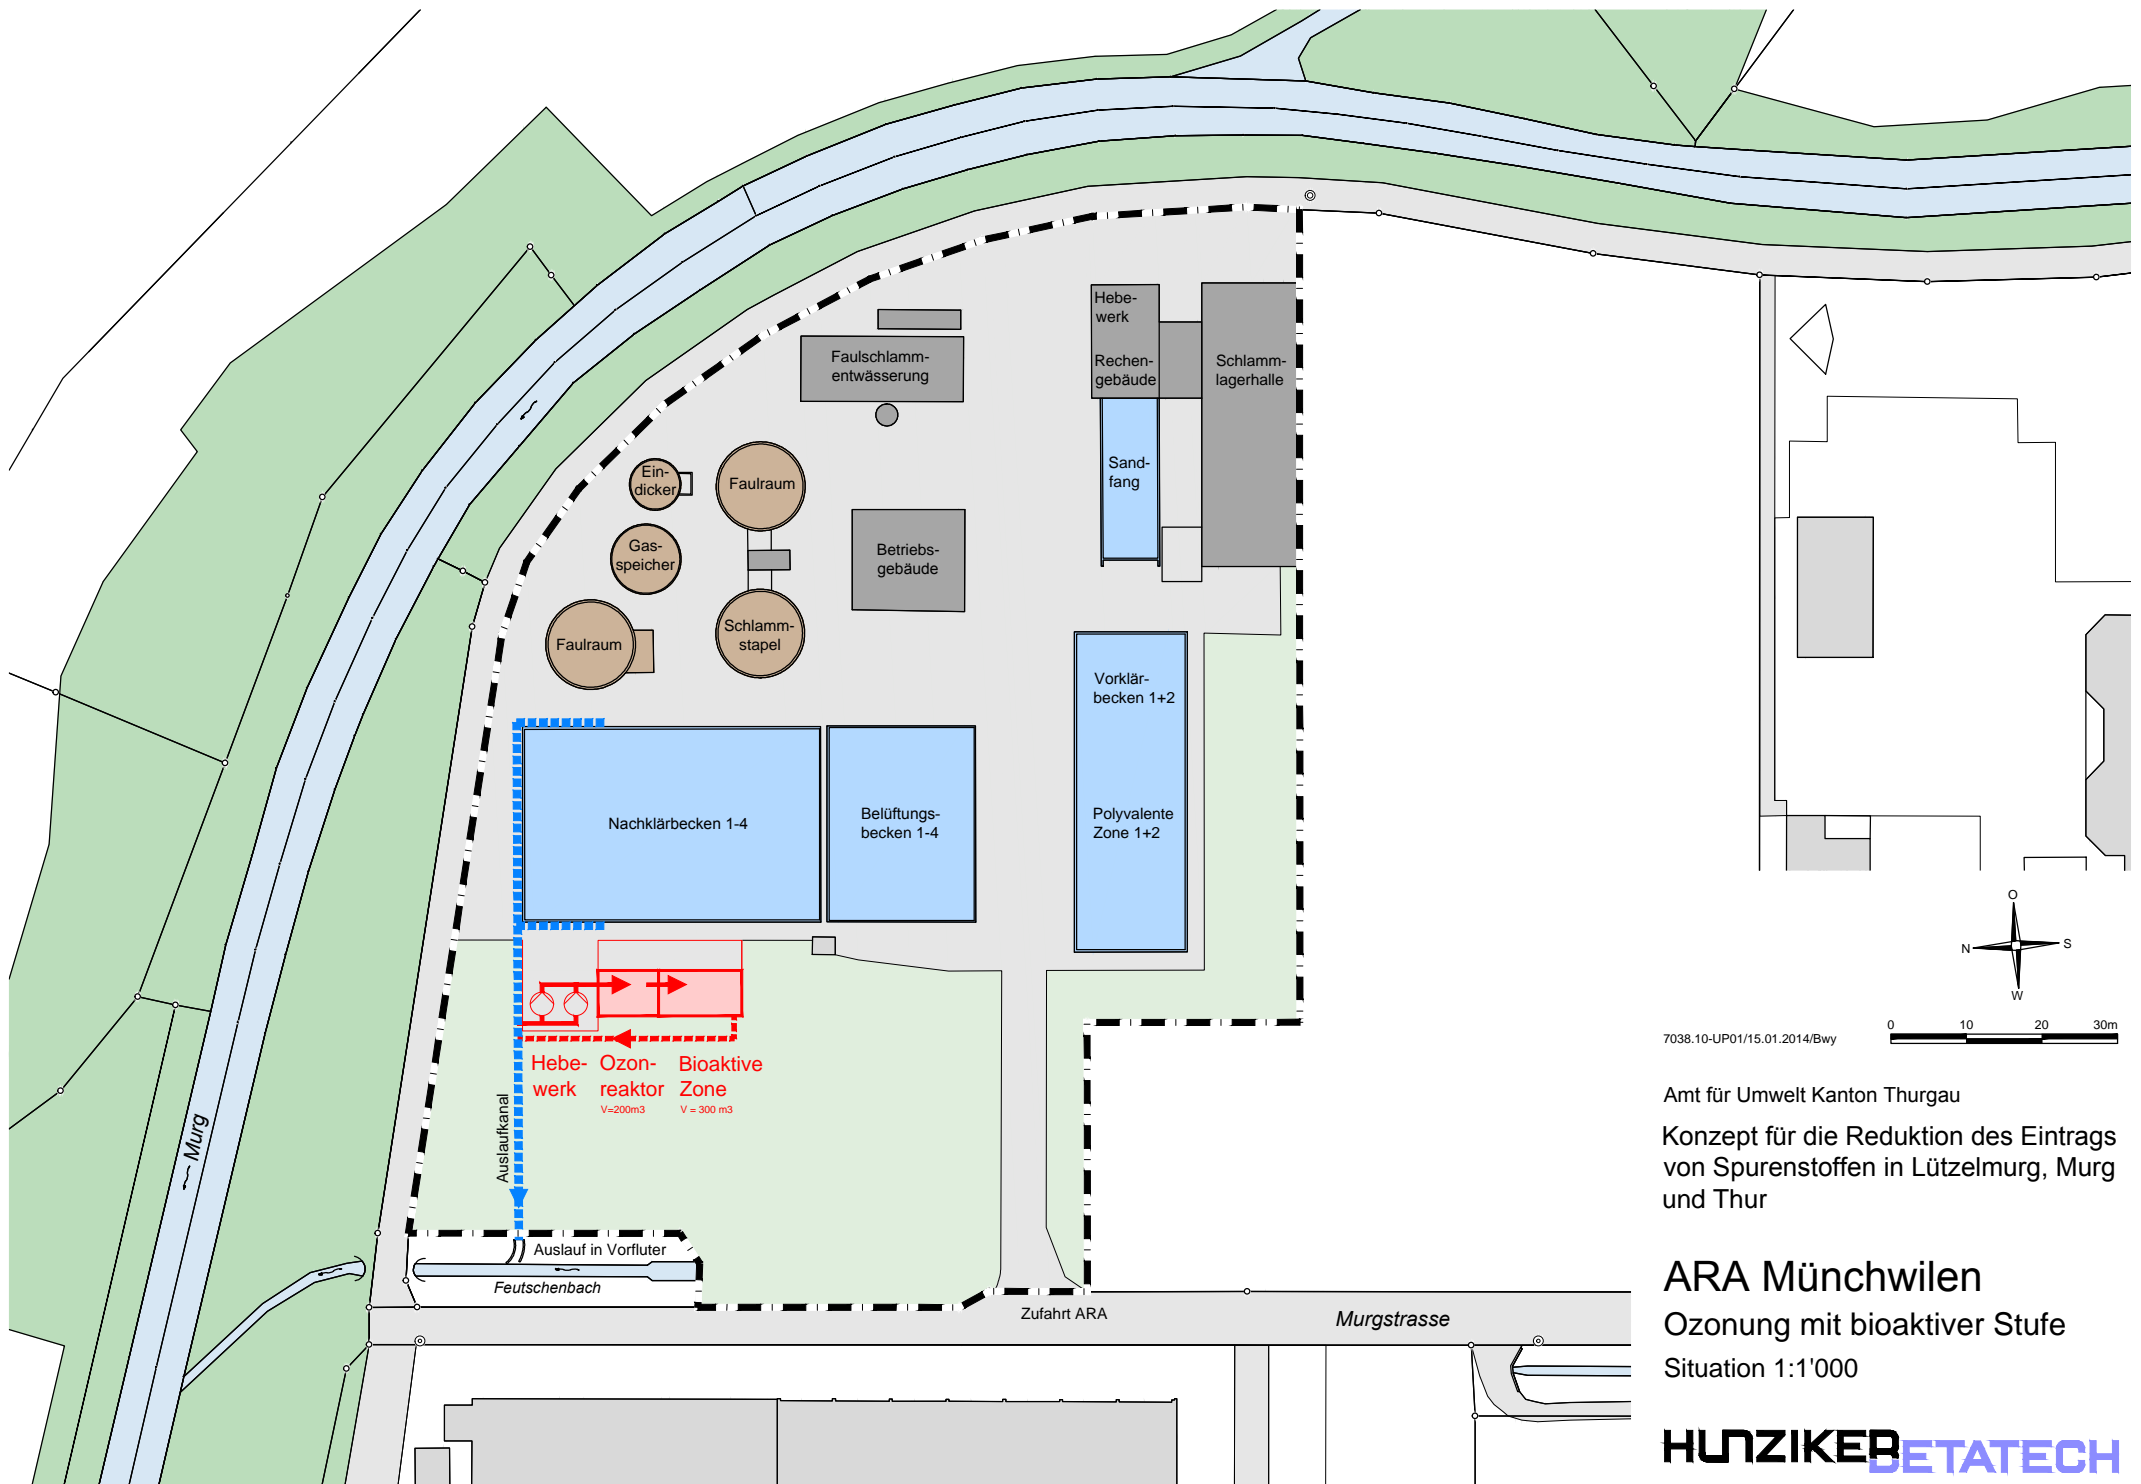 Hebe-
werk
Rechen-
gebäude
Schlamm-
lagerhalle
Faulschlamm-
entwässerung
Ein-
dicker
Faulraum
Sand-
fang
Gas-
speicher
Betriebs-
gebäude
Faulraum
Schlamm-
stapel
Vorklär-
becken 1+2
Nachklärbecken 1-4
Belüftungs-
becken 1-4
Polyvalente
Zone 1+2
Hebe-
werk
Ozon-
reaktor
V=200m3
Bioaktive
Zone
V = 300 m3
Auslaufkanal
Murg
Auslauf in Vorfluter
Feutschenbach
Zufahrt ARA
Murgstrasse
O
N
S
W
0 10 20 30m
7038.10-UP01/15.01.2014/Bwy
Amt für Umwelt Kanton Thurgau
Konzept für die Reduktion des Eintrags
von Spurenstoffen in Lützelmurg, Murg
und Thur
ARA Münchwilen
Ozonung mit bioaktiver Stufe
Situation 1:1'000
HUNZIKER BETATECH